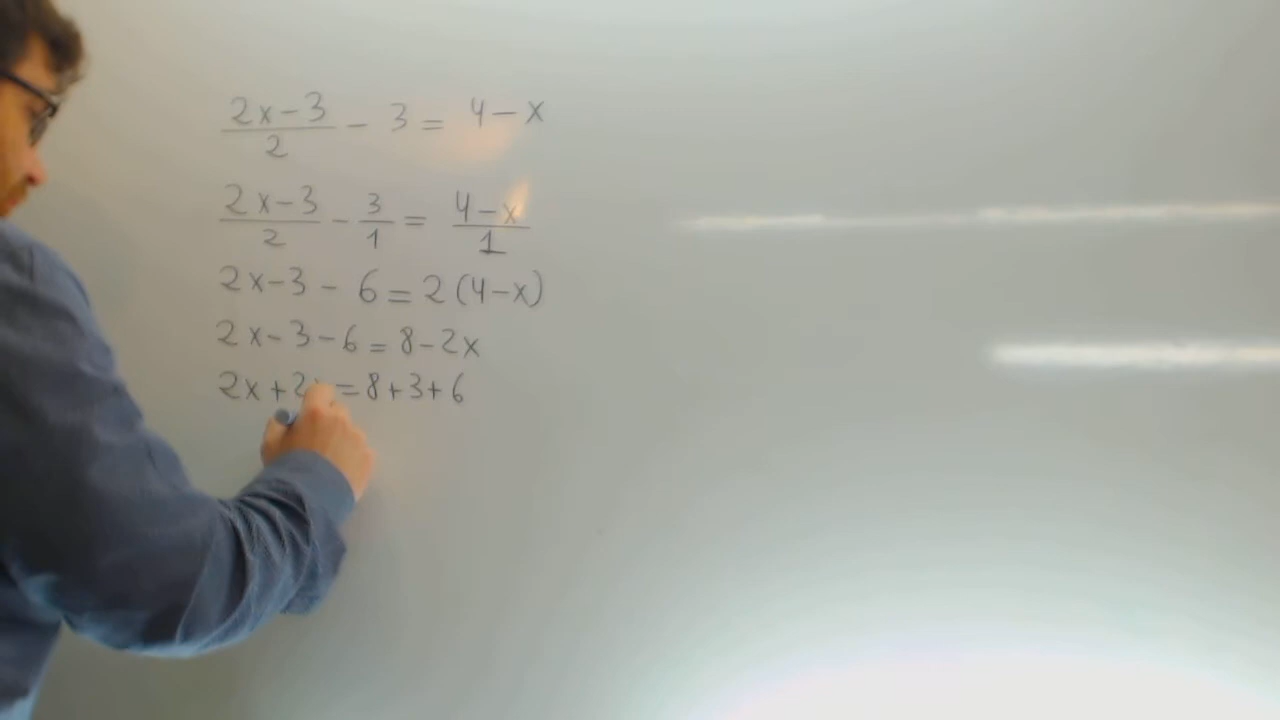 2x-3/2 - 3 = 4-x
2x-3/2 - 3/1 = 4-x/1
2x-3 - 6 = 2(4-x)
2x-3-6 = 8-2x
2x+2 = 8+3+6